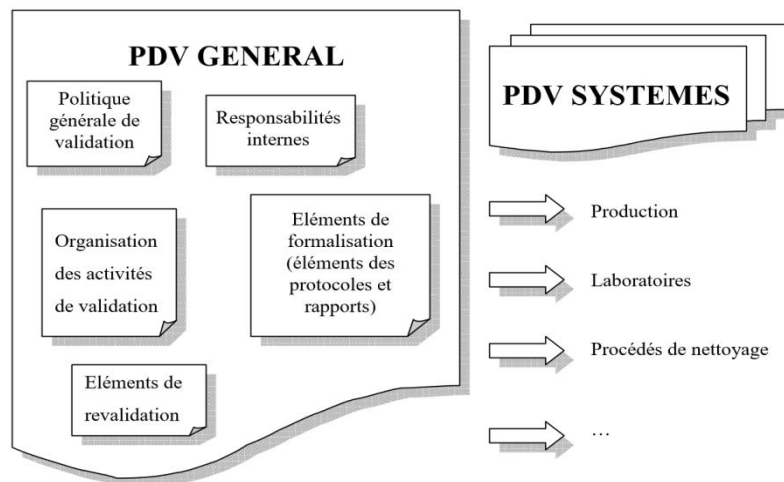 PDV GENERAL
Politique
générale de
validation
Responsabilités
internes
Organisation
des activités
de validation
Eléments de
formalisation
(éléments des
protocoles et
rapports)
Eléments de
revalidation
PDV SYSTEMES
Production
Laboratoires
Procédés de nettoyage
…